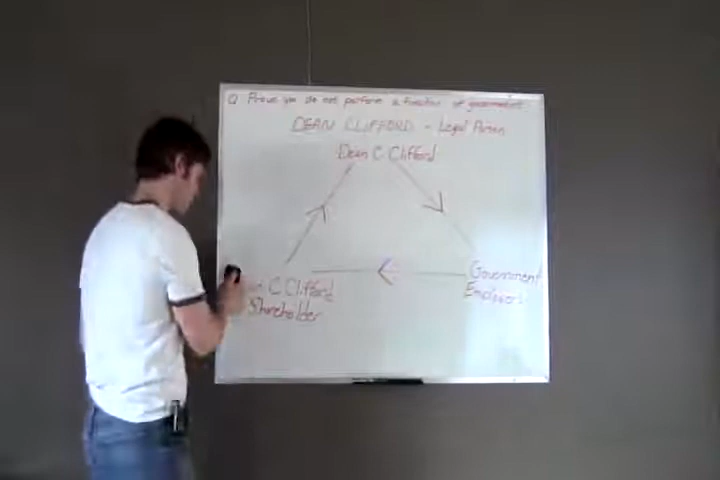 Q Prove you do not perform a function of government
DEAN CLIFFORD - Legal Person
Dean C Clifford
Government
Employees
C Clifford
Shareholder